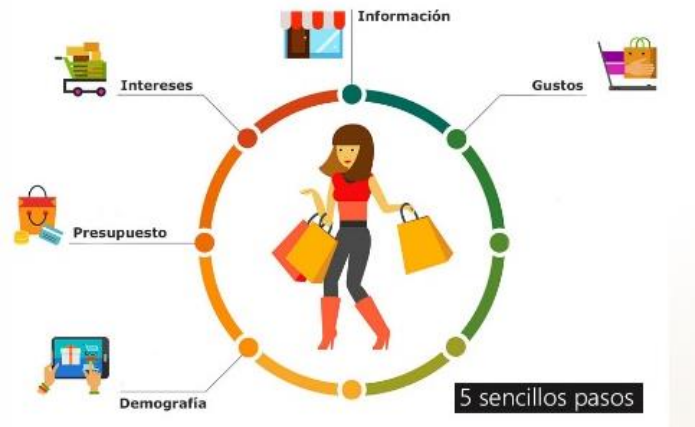 Información
Intereses
Gustos
Presupuesto
Demografía
5 sencillos pasos